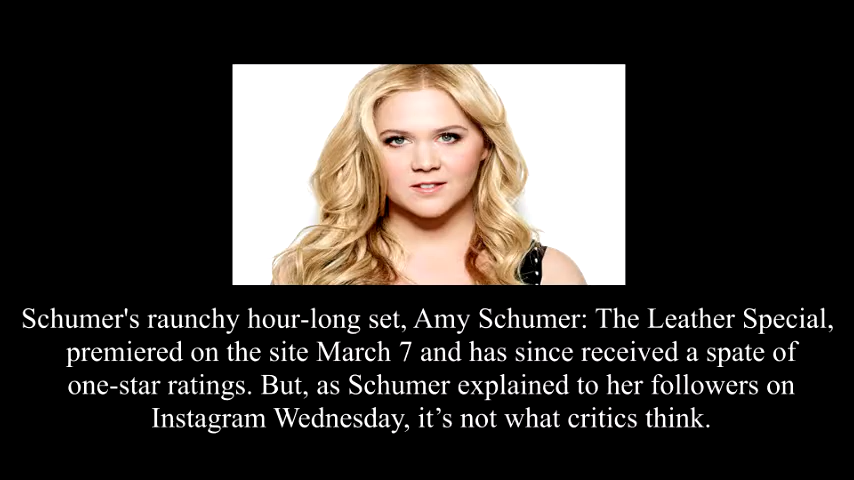 Schumer's raunchy hour-long set, Amy Schumer: The Leather Special,
premiered on the site March 7 and has since received a spate of
one-star ratings. But, as Schumer explained to her followers on
Instagram Wednesday, it’s not what critics think.